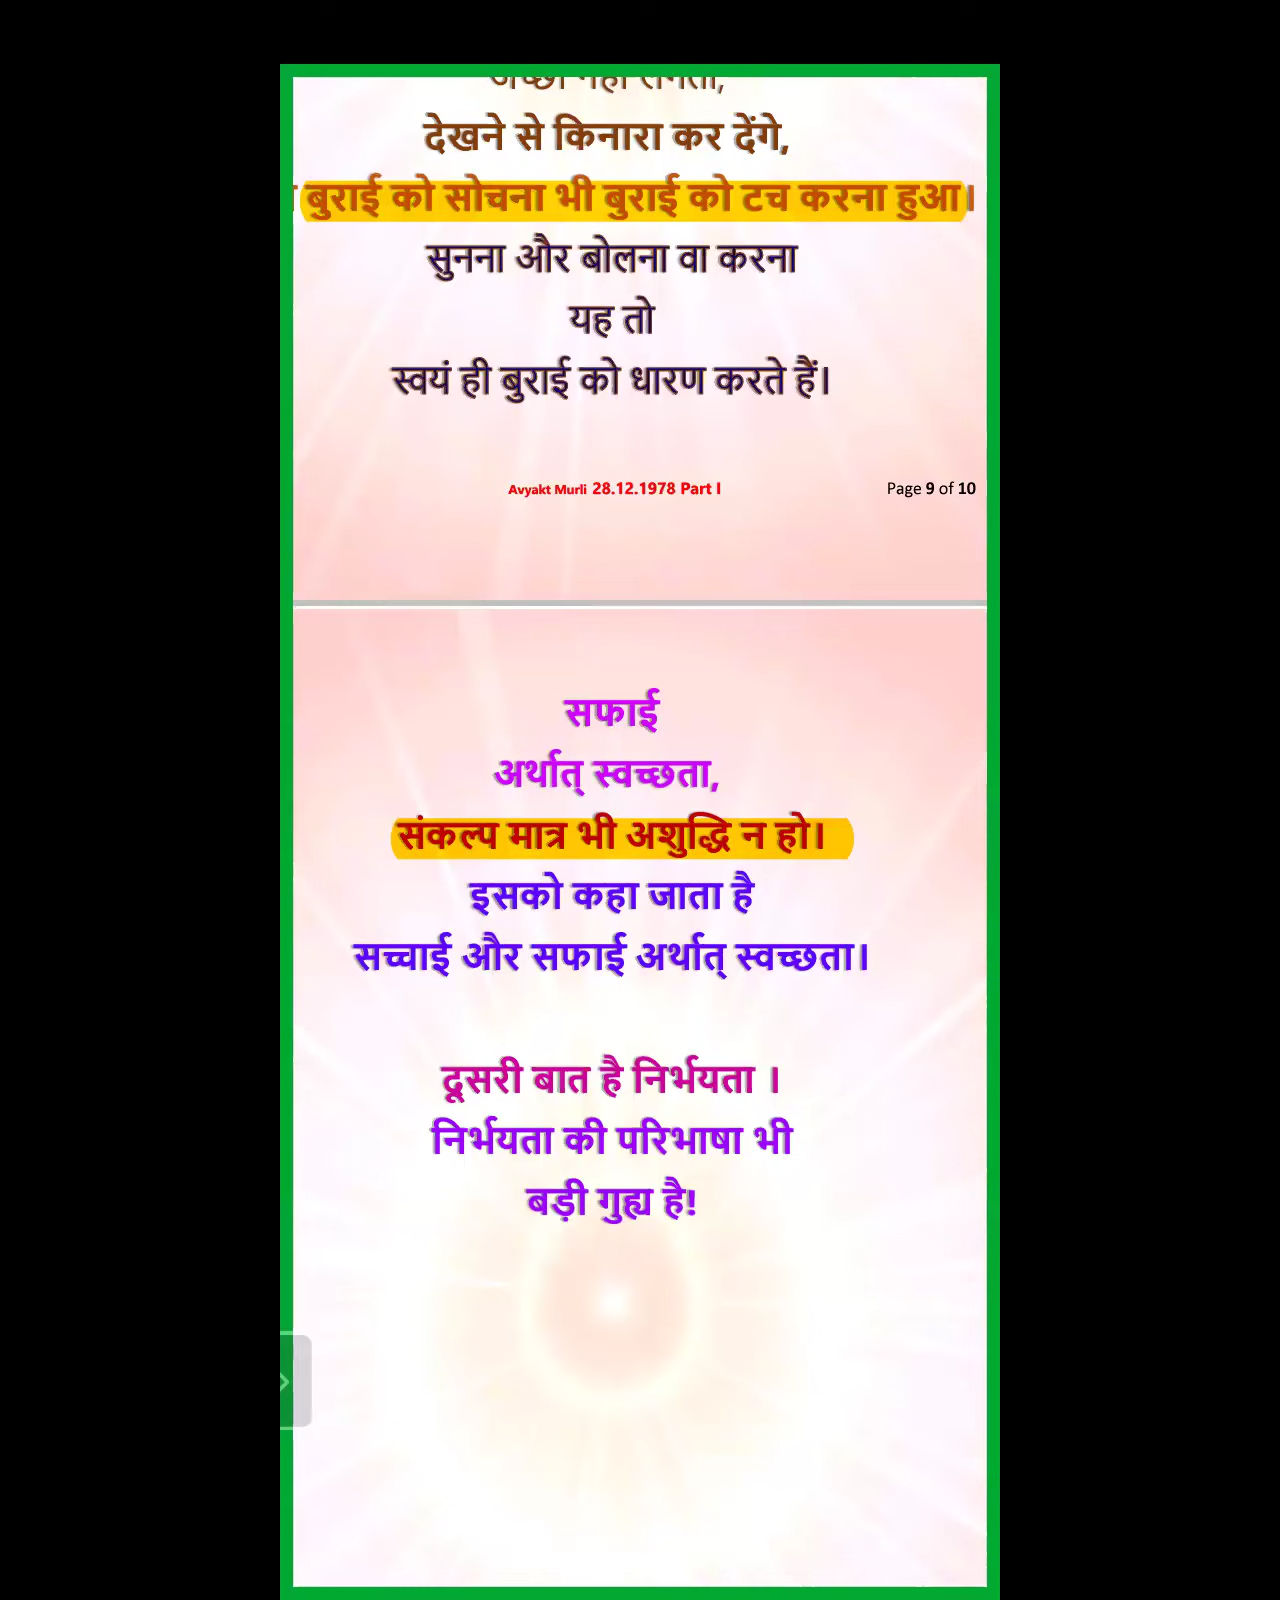 देखने से किनारा कर देंगे,
बुराई को सोचना भी बुराई को टच करना हुआ।
सुनना और बोलना वा करना
यह तो
स्वयं ही बुराई को धारण करते हैं।
Avyakt Murli 28.12.1978 Part I
Page 9 of 10
सफाई
अर्थात् स्वच्छता,
संकल्प मात्र भी अशुद्धि न हो।
इसको कहा जाता है
सच्चाई और सफाई अर्थात् स्वच्छता।
दूसरी बात है निर्भयता ।
निर्भयता की परिभाषा भी
बड़ी गुह्य है!